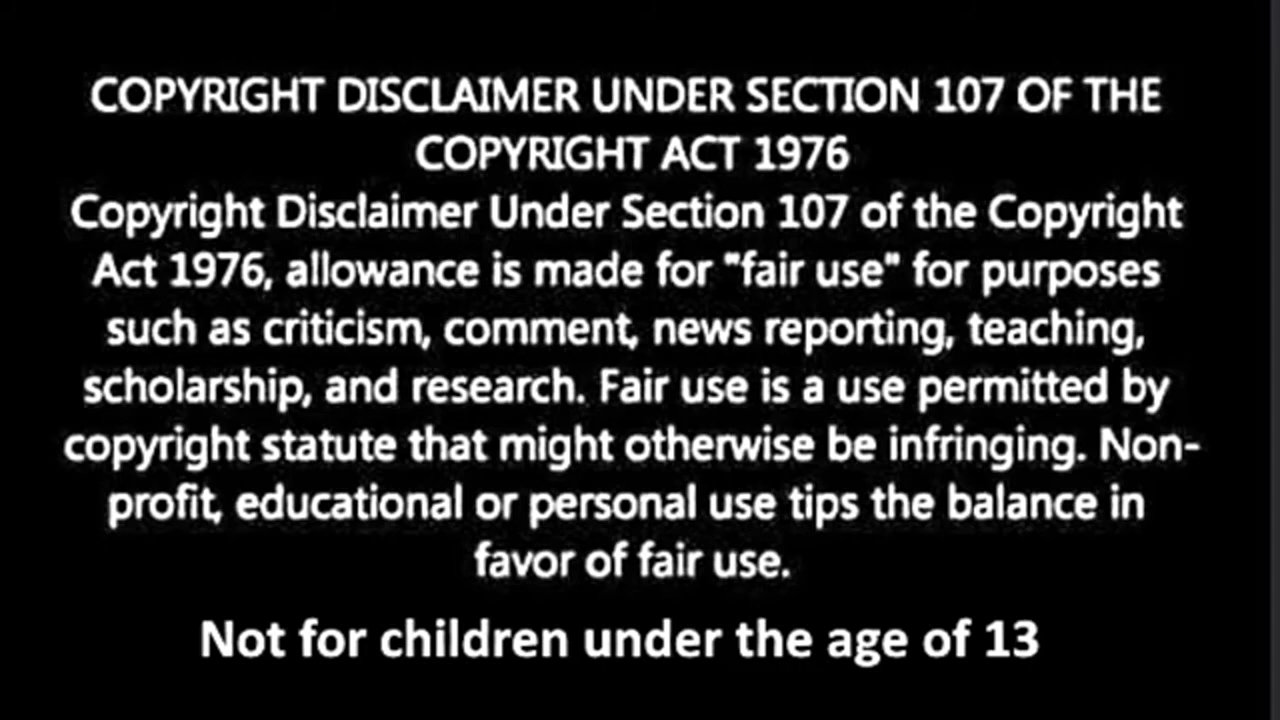 COPYRIGHT DISCLAIMER UNDER SECTION 107 OF THE
COPYRIGHT ACT 1976
Copyright Disclaimer Under Section 107 of the Copyright
Act 1976, allowance is made for "fair use" for purposes
such as criticism, comment, news reporting, teaching,
scholarship, and research. Fair use is a use permitted by
copyright statute that might otherwise be infringing. Non-
profit, educational or personal use tips the balance in
favor of fair use.
Not for children under the age of 13